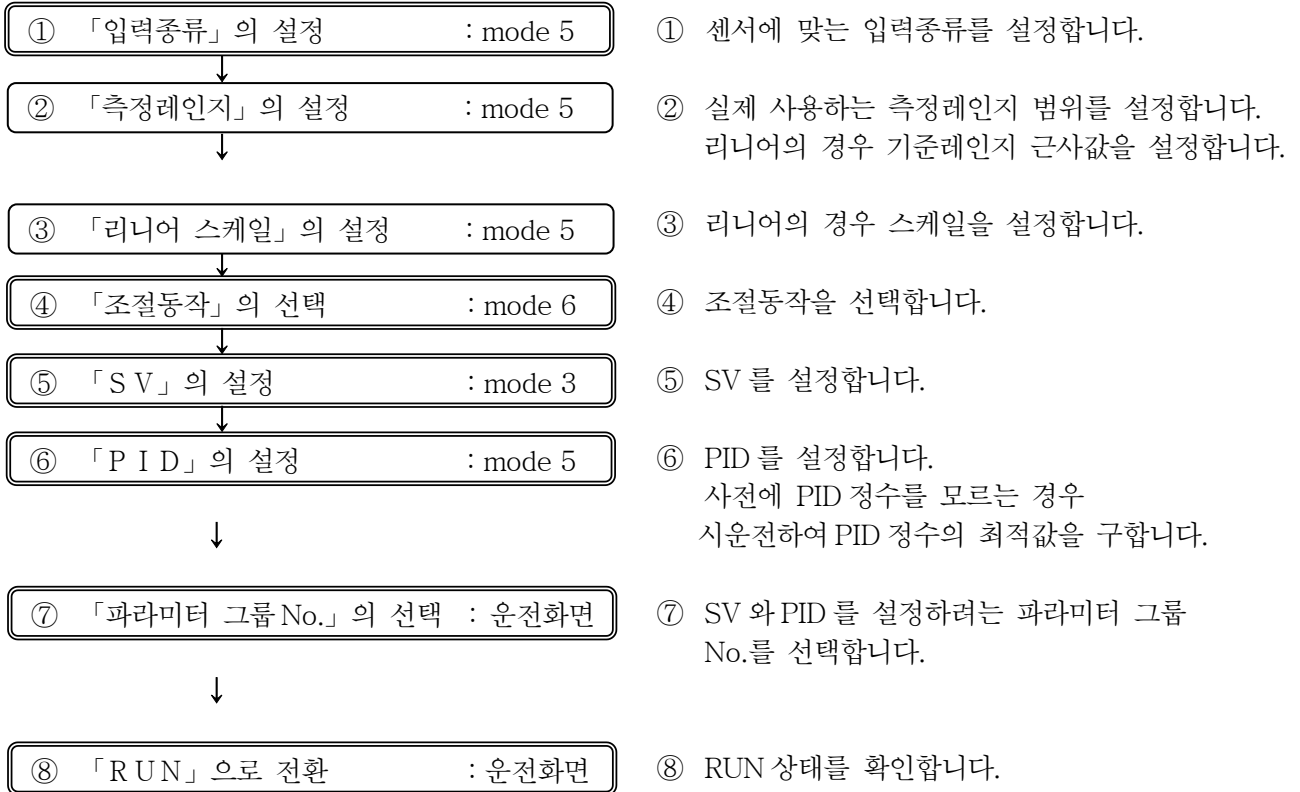 ① 「입력종류」의 설정 : mode 5 ① 센서에 맞는 입력종류를 설정합니다.
↓
② 「측정레인지」의 설정 : mode 5 ② 실제 사용하는 측정레인지 범위를 설정합니다.
↓ 리니어의 경우 기준레인지 근사값을 설정합니다.
③ 「리니어 스케일」의 설정 : mode 5 ③ 리니어의 경우 스케일을 설정합니다.
↓
④ 「조절동작」의 선택 : mode 6 ④ 조절동작을 선택합니다.
↓
⑤ 「S V」의 설정 : mode 3 ⑤ SV 를 설정합니다.
↓
⑥ 「P I D」의 설정 : mode 5 ⑥ PID 를 설정합니다.
사전에 PID 정수를 모르는 경우
↓ 시운전하여 PID 정수의 최적값을 구합니다.
⑦ 「파라미터 그룹 No.」의 선택 : 운전화면 ⑦ SV 와 PID 를 설정하려는 파라미터 그룹
No.를 선택합니다.
↓
⑧ 「R U N」으로 전환 : 운전화면 ⑧ RUN 상태를 확인합니다.